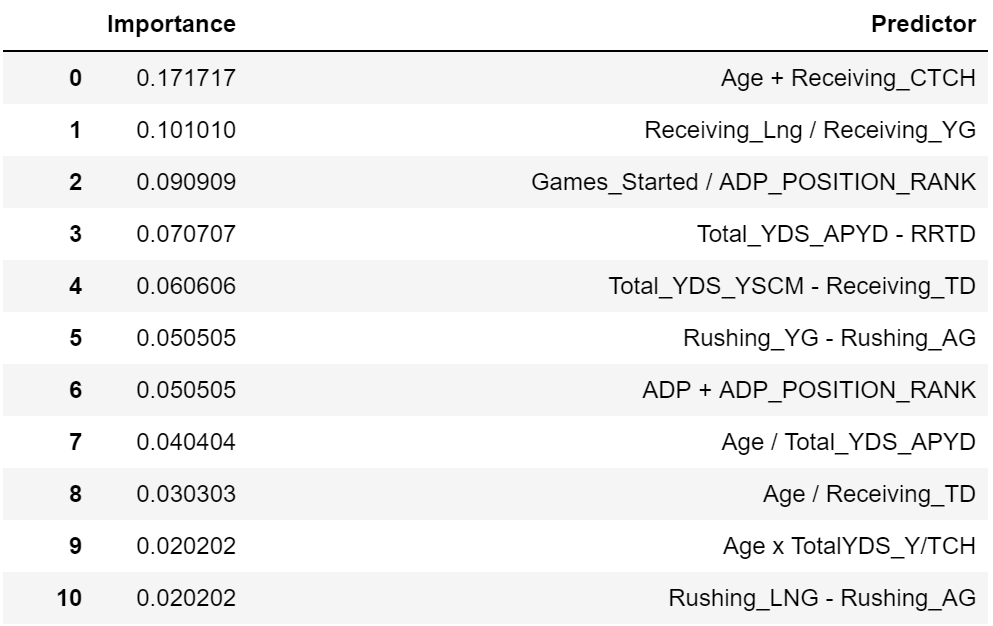 Importance Predictor
0 0.171717 Age + Receiving_CTCH
1 0.101010 Receiving_Lng / Receiving_YG
2 0.090909 Games_Started / ADP_POSITION_RANK
3 0.070707 Total_YDS_APYD - RRTD
4 0.060606 Total_YDS_YSCM - Receiving_TD
5 0.050505 Rushing_YG - Rushing_AG
6 0.050505 ADP + ADP_POSITION_RANK
7 0.040404 Age / Total_YDS_APYD
8 0.030303 Age / Receiving_TD
9 0.020202 Age x TotalYDS_Y/TCH
10 0.020202 Rushing_LNG - Rushing_AG